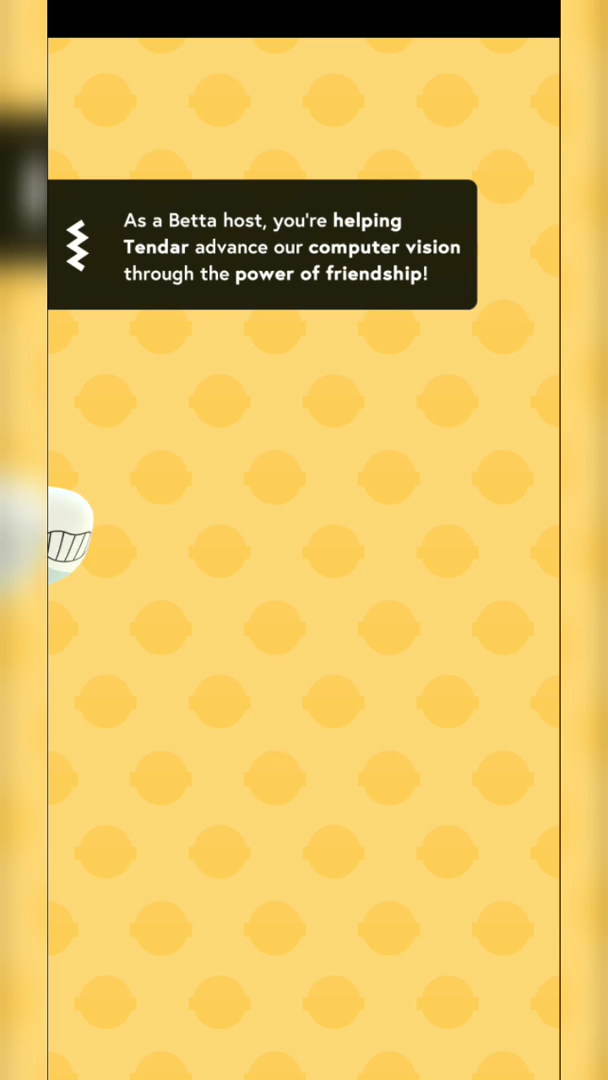 As a Betta host, you're helping
Tendar advance our computer vision
through the power of friendship!